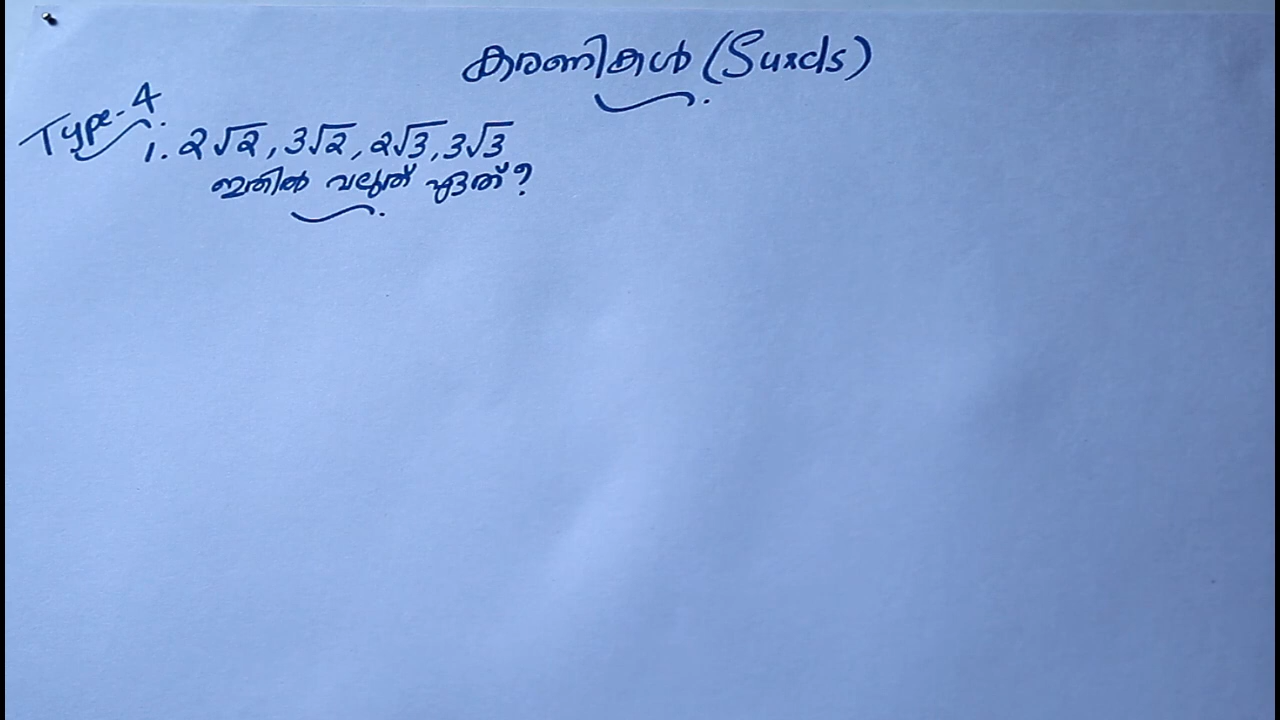 കരണികൾ (Surds)
Type-4
1. 2√2, 3√2, 2√3, 3√3
ഇതിൽ വലുത് ഏത്?